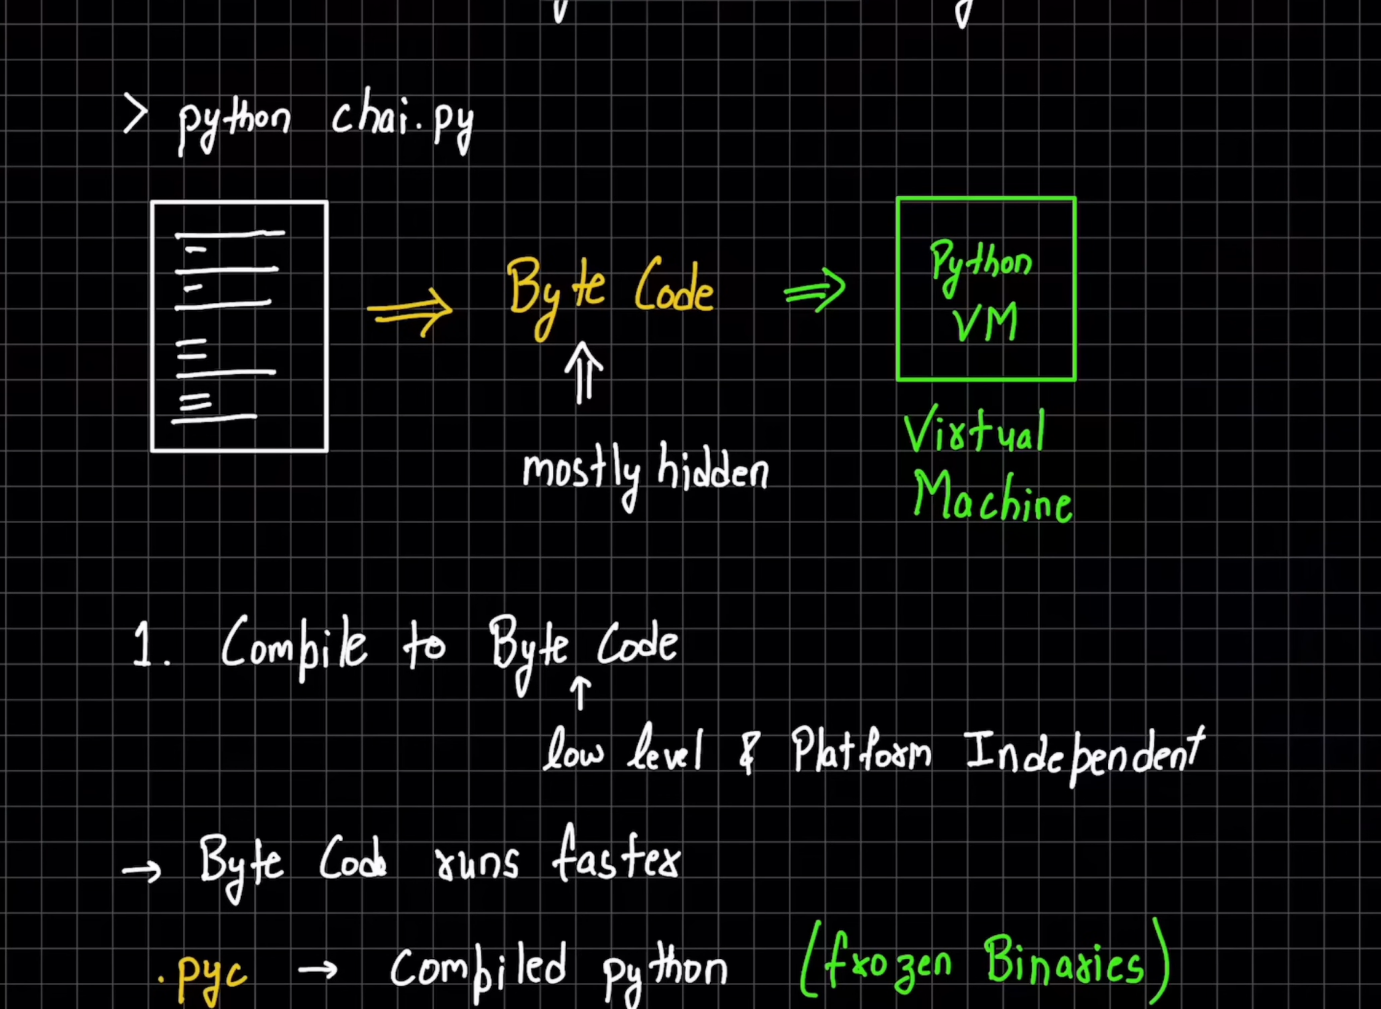 > python chai.py
Byte Code
Python
VM
mostly hidden
Virtual
Machine
1. Compile to Byte Code
low level & Platform Independent
→ Byte Code runs faster
.pyc → Compiled python (frozen Binaries)